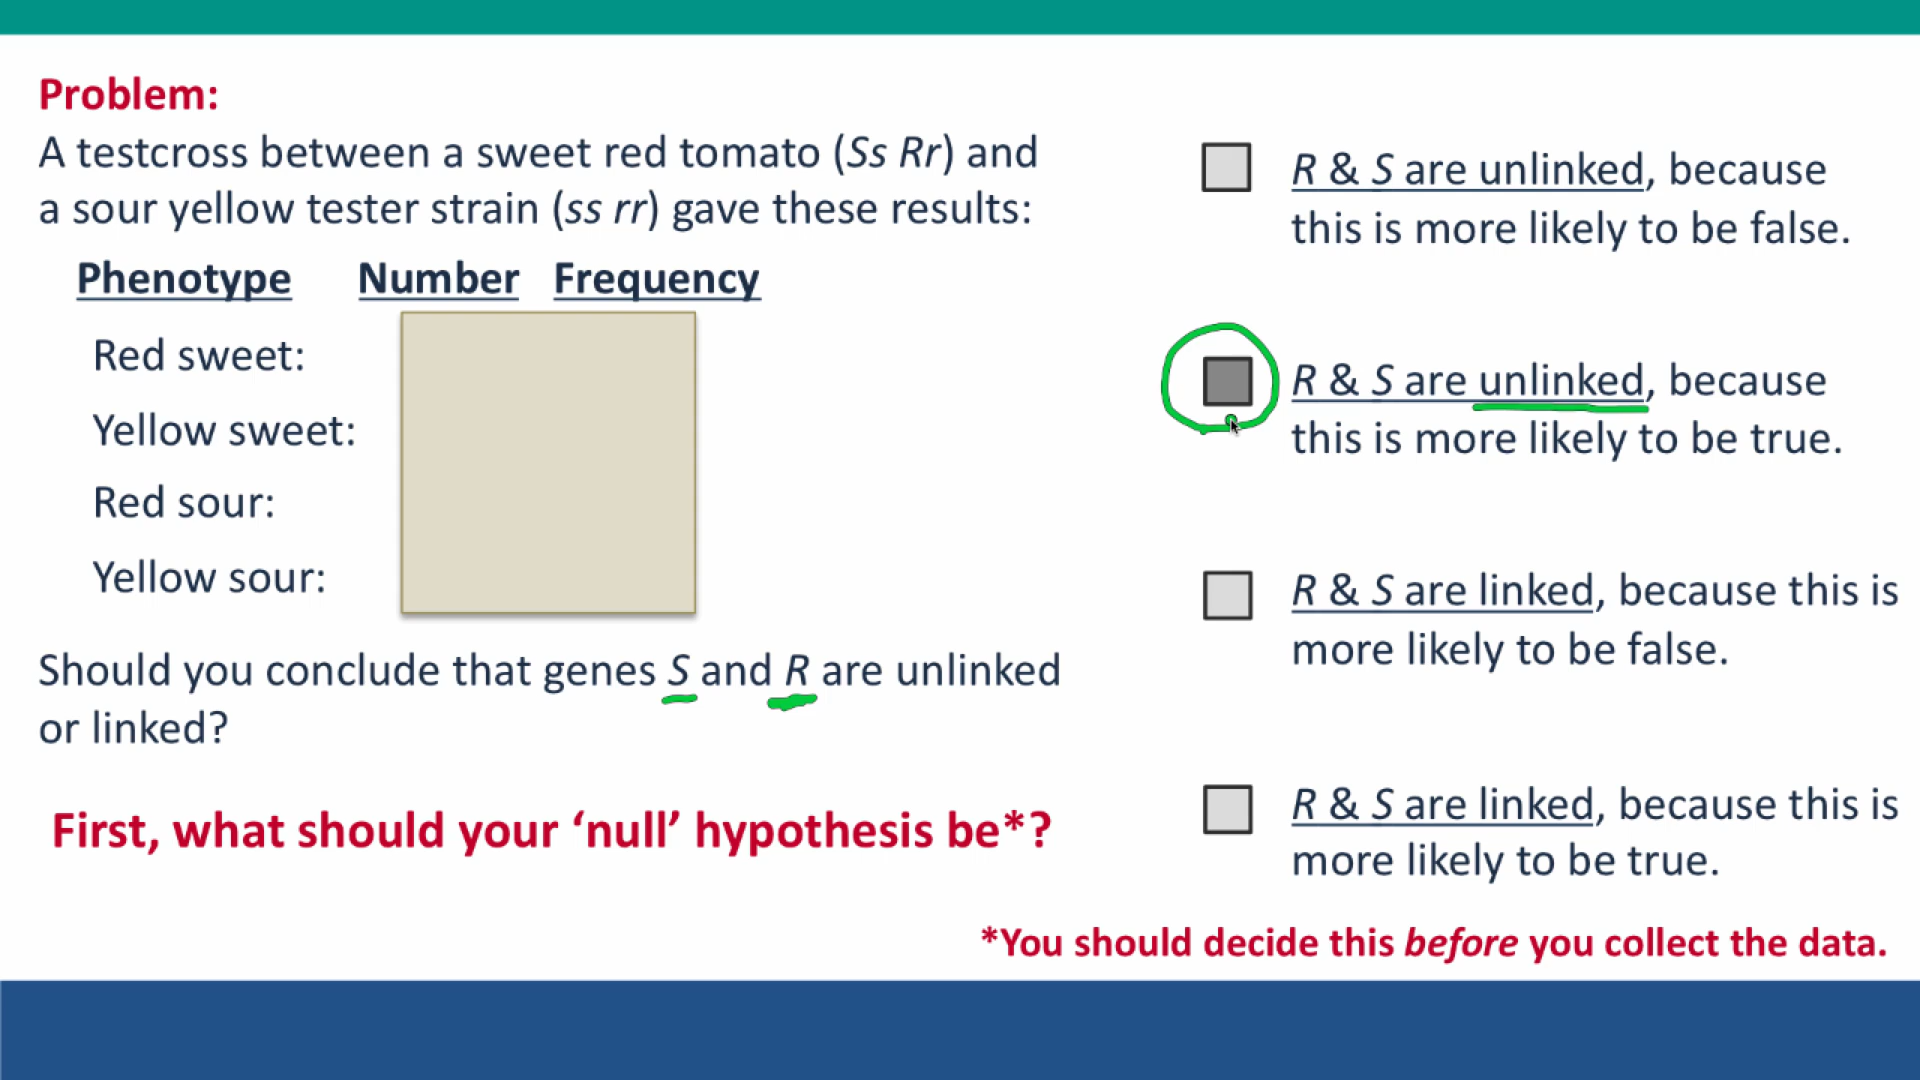 Problem:
A testcross between a sweet red tomato (Ss Rr) and
a sour yellow tester strain (ss rr) gave these results:
Phenotype Number Frequency
Red sweet:
Yellow sweet:
Red sour:
Yellow sour:
Should you conclude that genes S and R are unlinked
or linked?
First, what should your ‘null’ hypothesis be*?
R & S are unlinked, because
this is more likely to be false.
R & S are unlinked, because
this is more likely to be true.
R & S are linked, because this is
more likely to be false.
R & S are linked, because this is
more likely to be true.
*You should decide this before you collect the data.